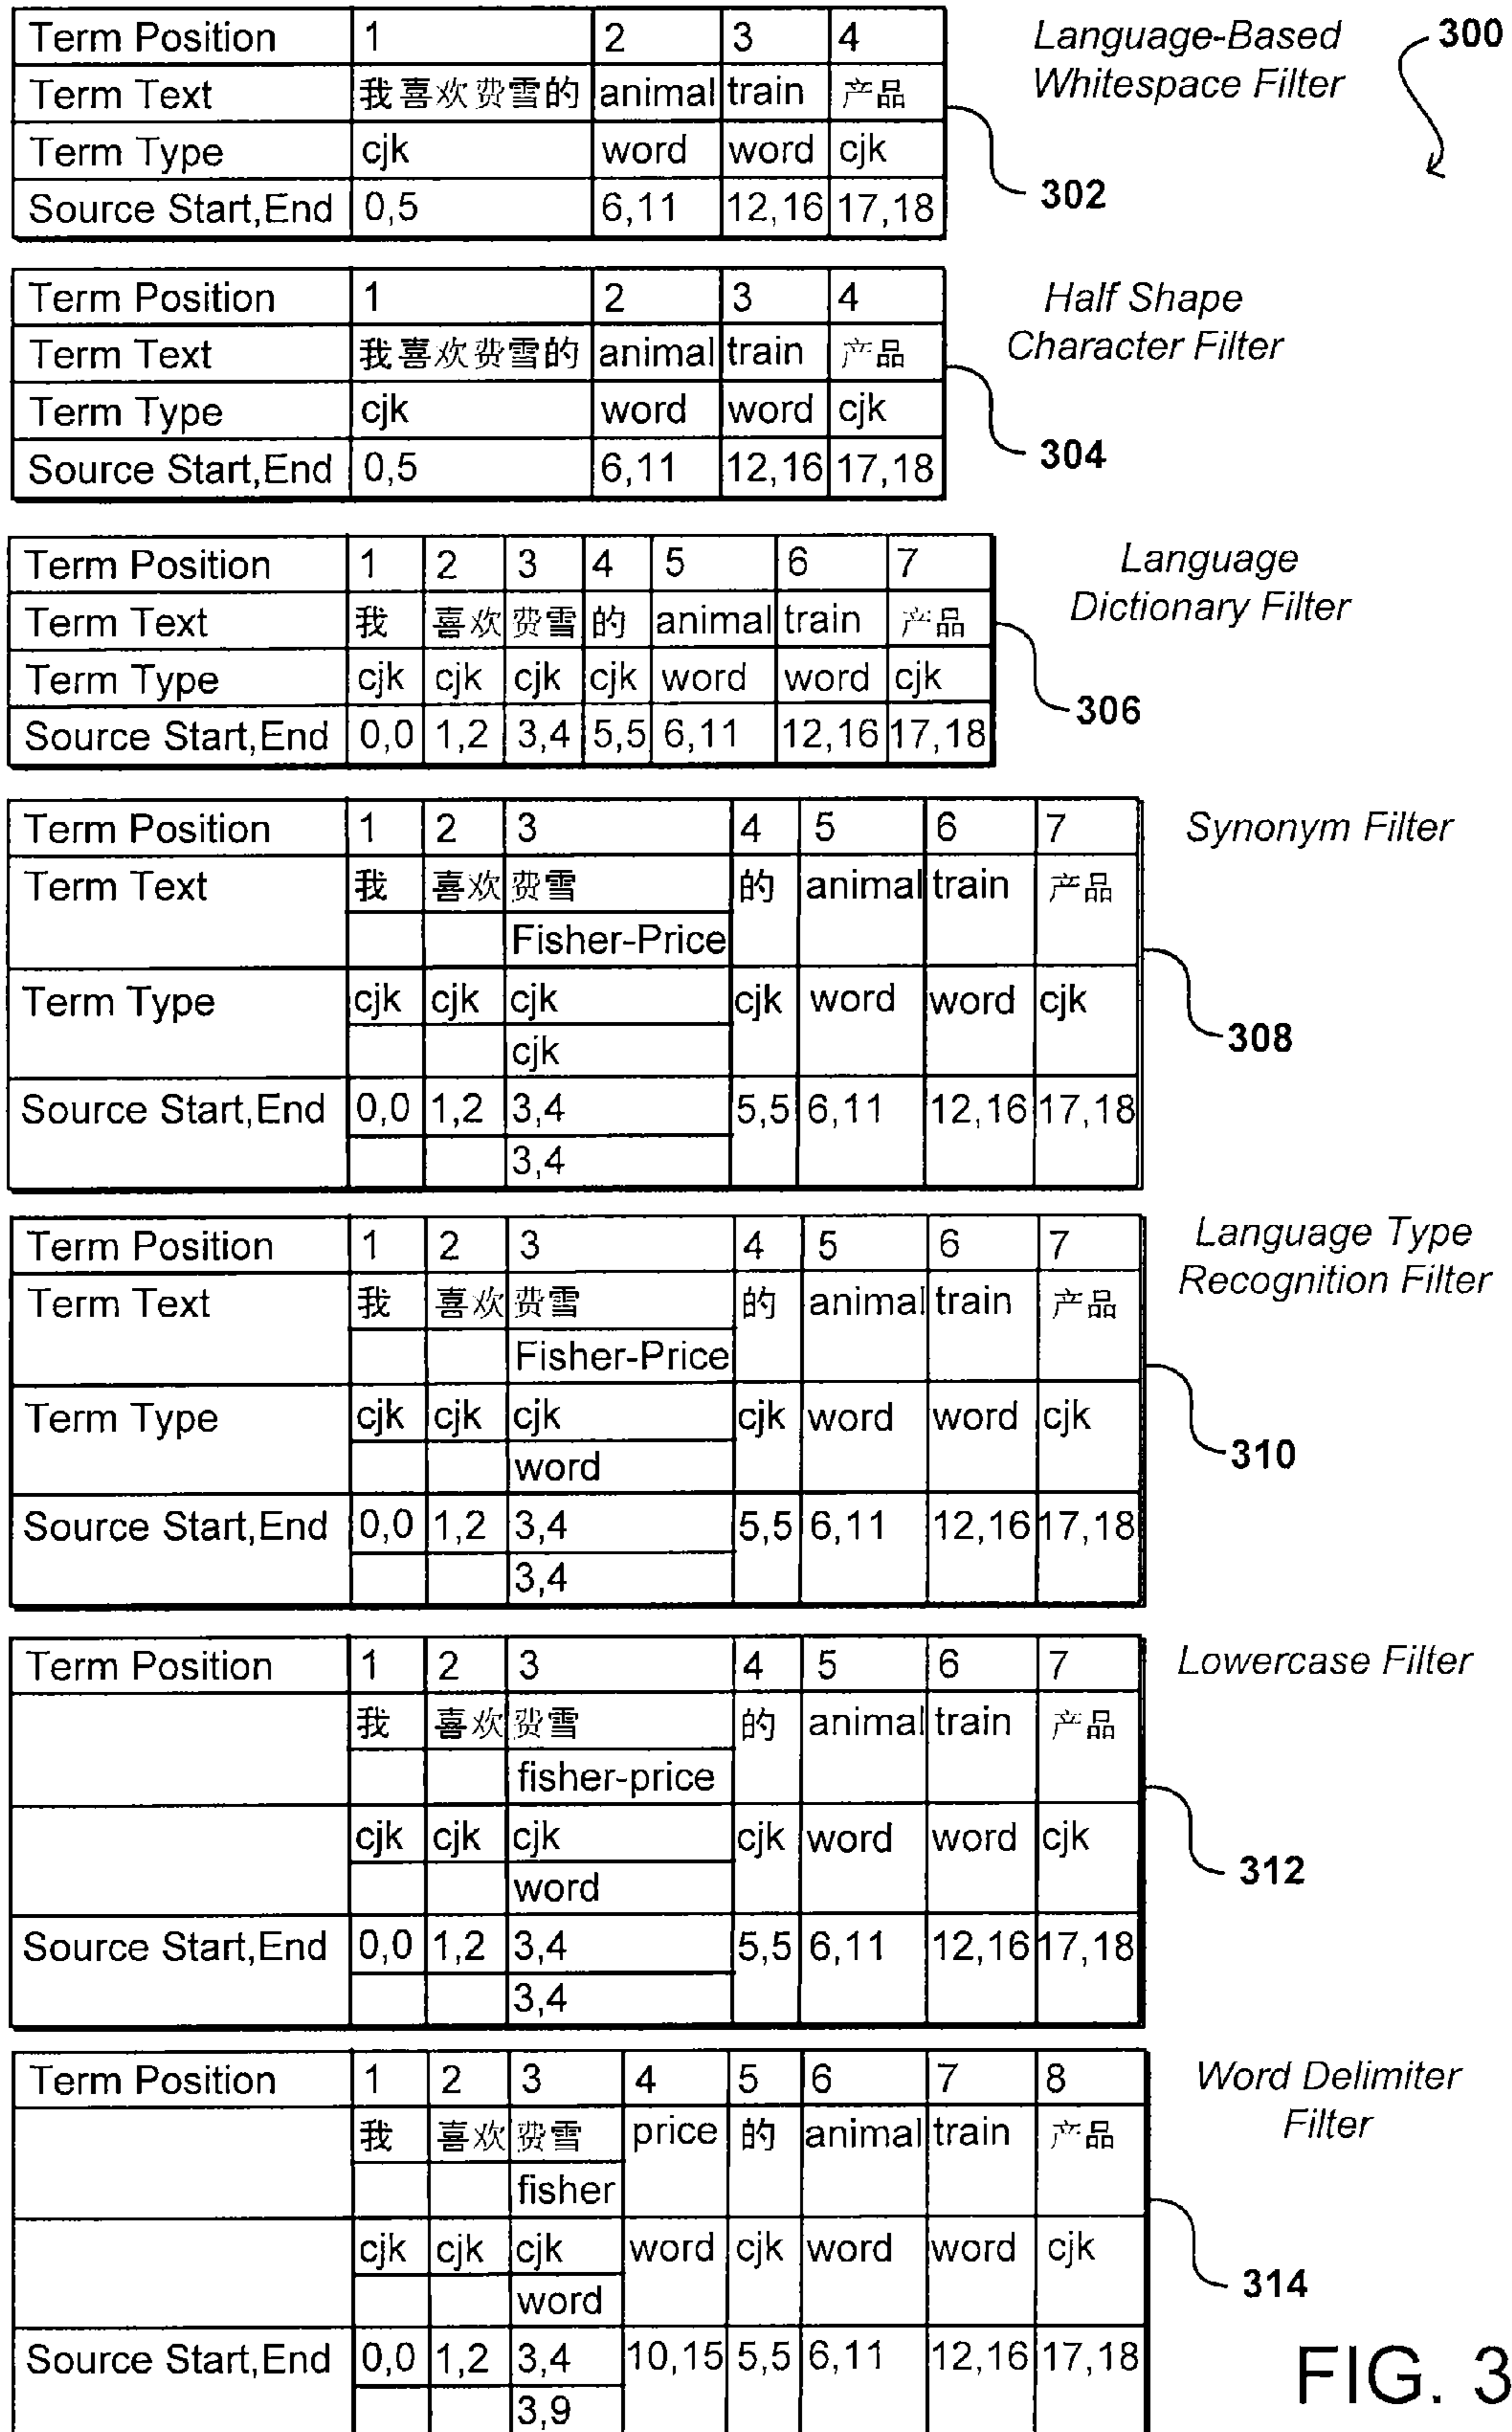 300
Language-Based
Whitespace Filter
Term Position 1 2 3 4
Term Text 我喜欢费雪的 animal train 产品
Term Type cjk word word cjk
Source Start,End 0,5 6,11 12,16 17,18
302
Half Shape
Character Filter
Term Position 1 2 3 4
Term Text 我喜欢费雪的 animal train 产品
Term Type cjk word word cjk
Source Start,End 0,5 6,11 12,16 17,18
304
Language
Dictionary Filter
Term Position 1 2 3 4 5 6 7
Term Text 我 喜欢 费雪 的 animal train 产品
Term Type cjk cjk cjk cjk word word cjk
Source Start,End 0,0 1,2 3,4 5,5 6,11 12,16 17,18
306
Synonym Filter
Term Position 1 2 3 4 5 6 7
Term Text 我 喜欢 费雪 的 animal train 产品
Fisher-Price
Term Type cjk cjk cjk cjk word word cjk
cjk
Source Start,End 0,0 1,2 3,4 5,5 6,11 12,16 17,18
3,4
308
Language Type
Recognition Filter
Term Position 1 2 3 4 5 6 7
Term Text 我 喜欢 费雪 的 animal train 产品
Fisher-Price
Term Type cjk cjk cjk cjk word word cjk
word
Source Start,End 0,0 1,2 3,4 5,5 6,11 12,16 17,18
3,4
310
Lowercase Filter
Term Position 1 2 3 4 5 6 7
我 喜欢 费雪 的 animal train 产品
fisher-price
cjk cjk cjk cjk word word cjk
word
Source Start,End 0,0 1,2 3,4 5,5 6,11 12,16 17,18
3,4
312
Word Delimiter
Filter
Term Position 1 2 3 4 5 6 7 8
我 喜欢 费雪 price 的 animal train 产品
fisher
cjk cjk cjk word cjk word word cjk
word
Source Start,End 0,0 1,2 3,4 10,15 5,5 6,11 12,16 17,18
3,9
314
FIG. 3